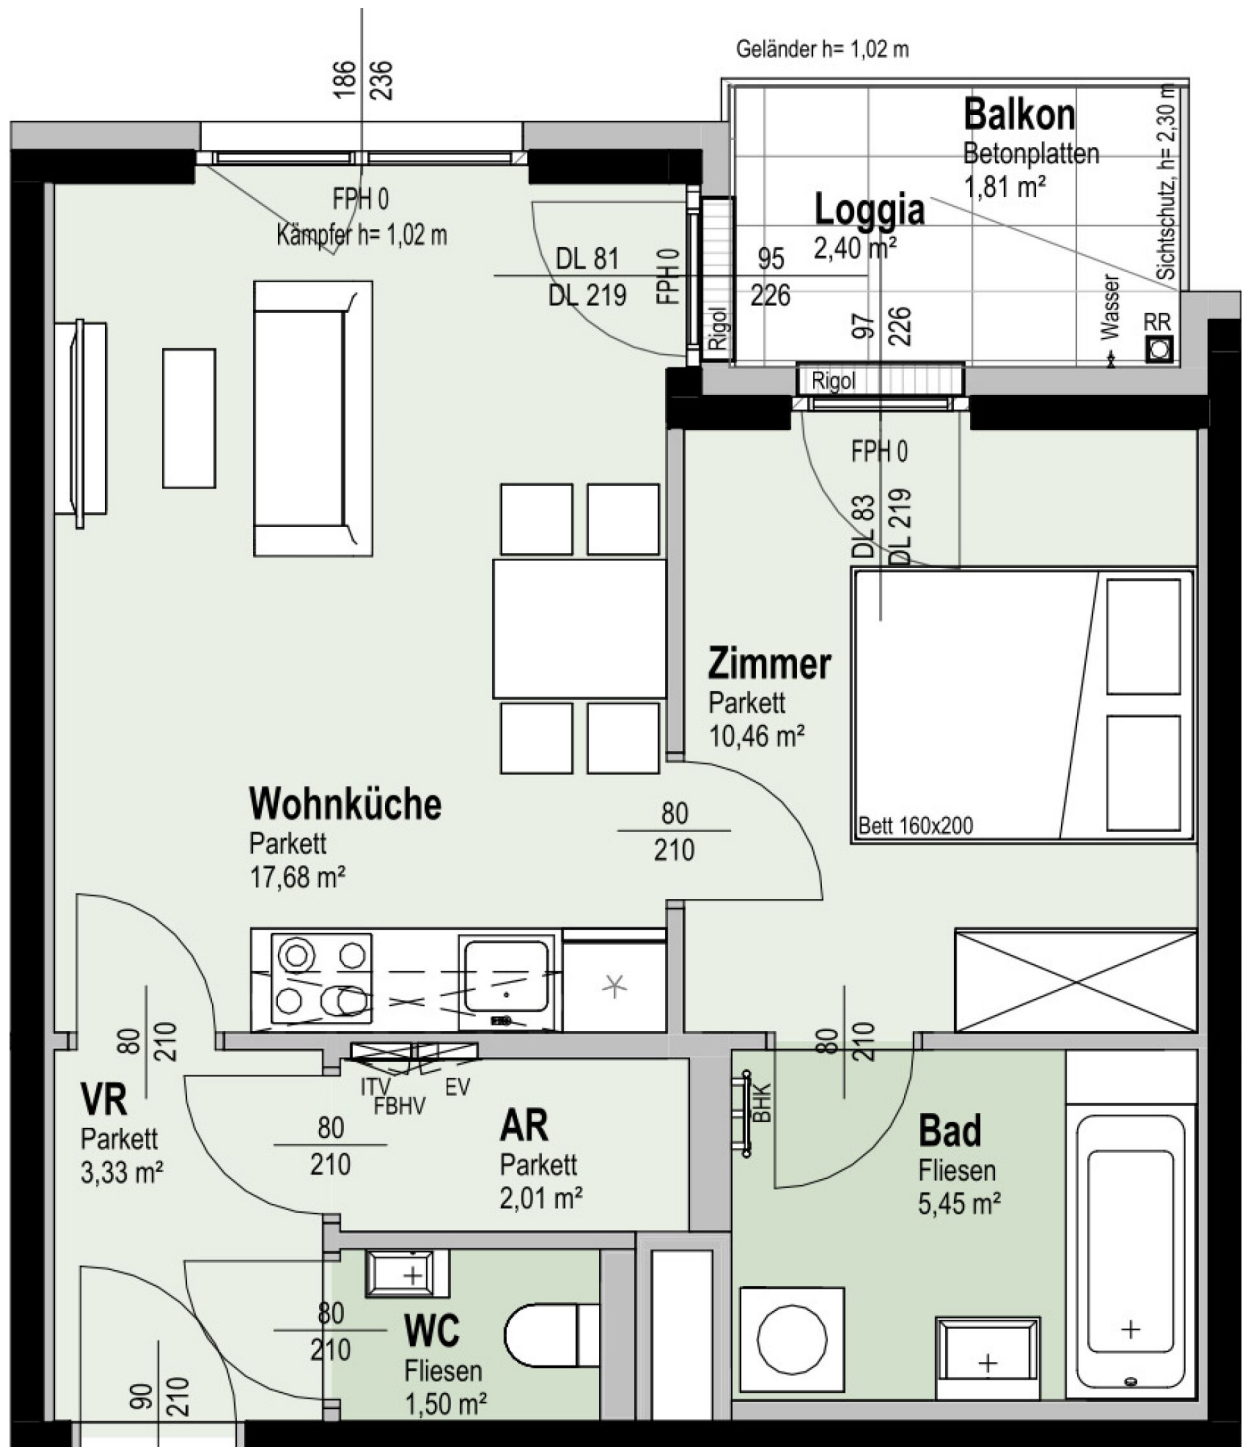 Geländer h= 1,02 m
186
236
Balkon
Betonplatten
1,81 m²
Sichtschutz, h= 2,30 m
Loggia
2,40 m²
FPH 0
Kämpfer h= 1,02 m
DL 81
DL 219
FPH 0
Rigol
95
226
97
226
Wasser
RR
Rigol
FPH 0
DL 83
DL 219
Zimmer
Parkett
10,46 m²
Bett 160x200
Wohnküche
Parkett
17,68 m²
80
210
80
210
80
210
ITV
FBHV
EV
BHK
VR
Parkett
3,33 m²
80
210
AR
Parkett
2,01 m²
Bad
Fliesen
5,45 m²
80
210
WC
Fliesen
1,50 m²
90
210